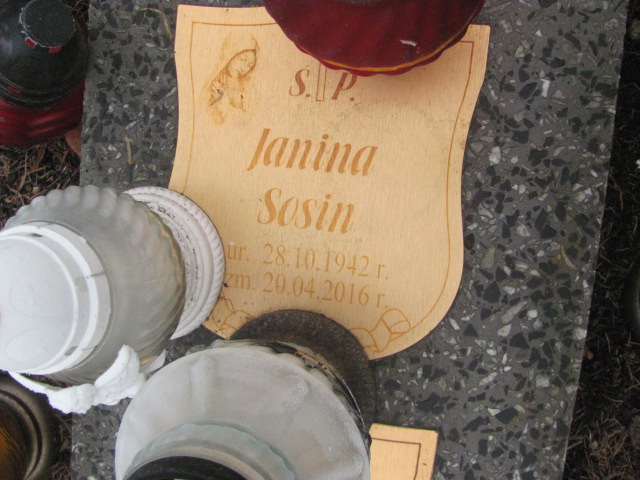 S. P.
Janina
Sosin
ur. 28.10.1942 r.
zm. 20.04.2016 r.